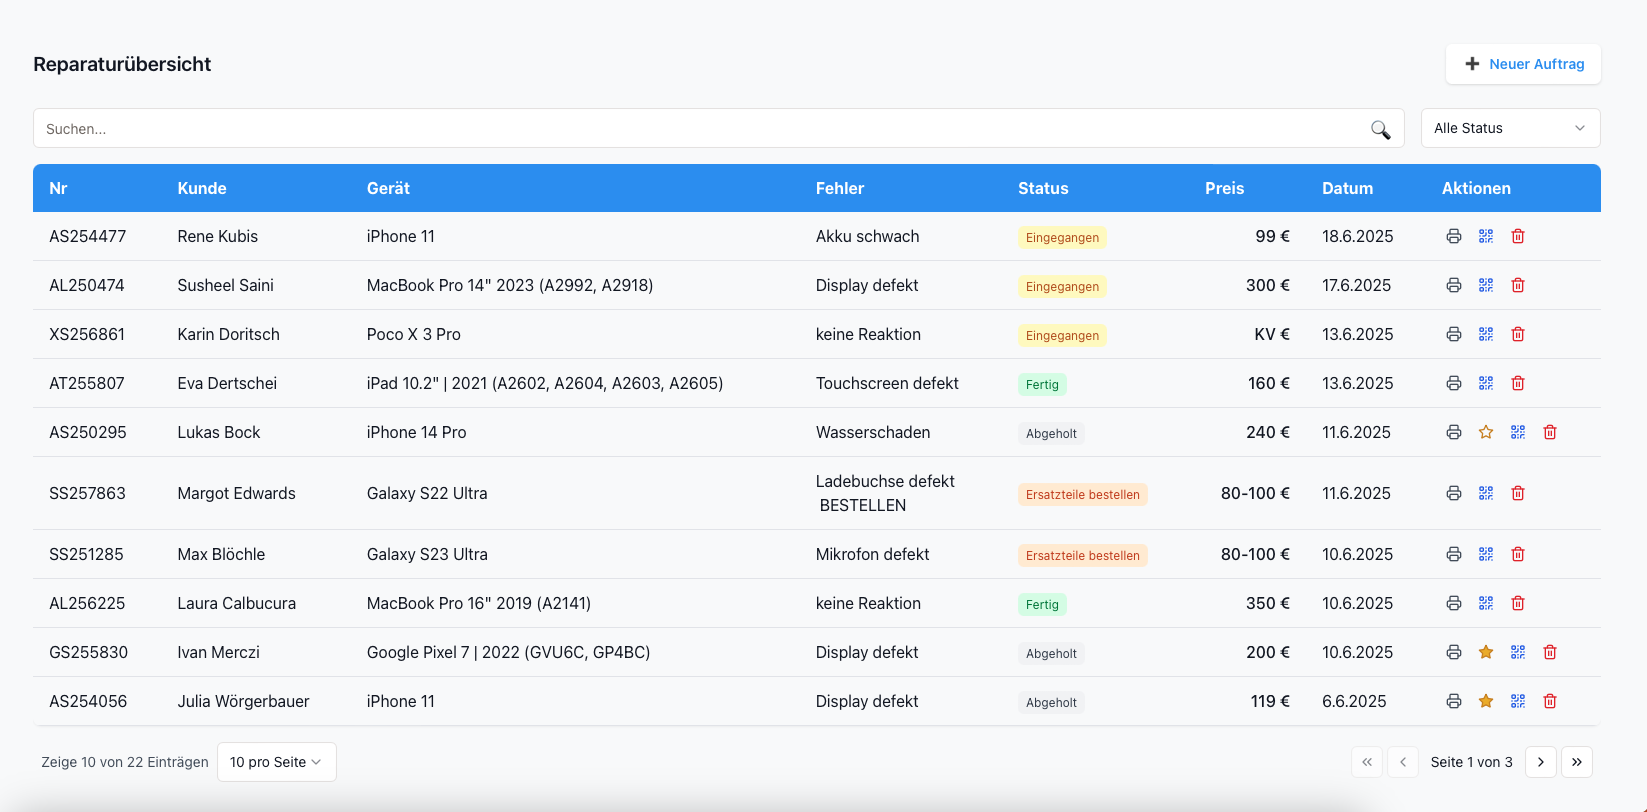 Reparaturübersicht
Neuer Auftrag
Suchen...
Alle Status
Nr Kunde Gerät Fehler Status Preis Datum Aktionen
AS254477 Rene Kubis iPhone 11 Akku schwach Eingegangen 99 € 18.6.2025
AL250474 Susheel Saini MacBook Pro 14" 2023 (A2992, A2918) Display defekt Eingegangen 300 € 17.6.2025
XS256861 Karin Doritsch Poco X 3 Pro keine Reaktion Eingegangen KV € 13.6.2025
AT255807 Eva Dertschei iPad 10.2" | 2021 (A2602, A2604, A2603, A2605) Touchscreen defekt Fertig 160 € 13.6.2025
AS250295 Lukas Bock iPhone 14 Pro Wasserschaden Abgeholt 240 € 11.6.2025
SS257863 Margot Edwards Galaxy S22 Ultra Ladebuchse defekt Ersatzteile bestellen 80-100 € 11.6.2025
BESTELLEN
SS251285 Max Blöchle Galaxy S23 Ultra Mikrofon defekt Ersatzteile bestellen 80-100 € 10.6.2025
AL256225 Laura Calbucura MacBook Pro 16" 2019 (A2141) keine Reaktion Fertig 350 € 10.6.2025
GS255830 Ivan Merczi Google Pixel 7 | 2022 (GVU6C, GP4BC) Display defekt Abgeholt 200 € 10.6.2025
AS254056 Julia Wörgerbauer iPhone 11 Display defekt Abgeholt 119 € 6.6.2025
Zeige 10 von 22 Einträgen 10 pro Seite
Seite 1 von 3